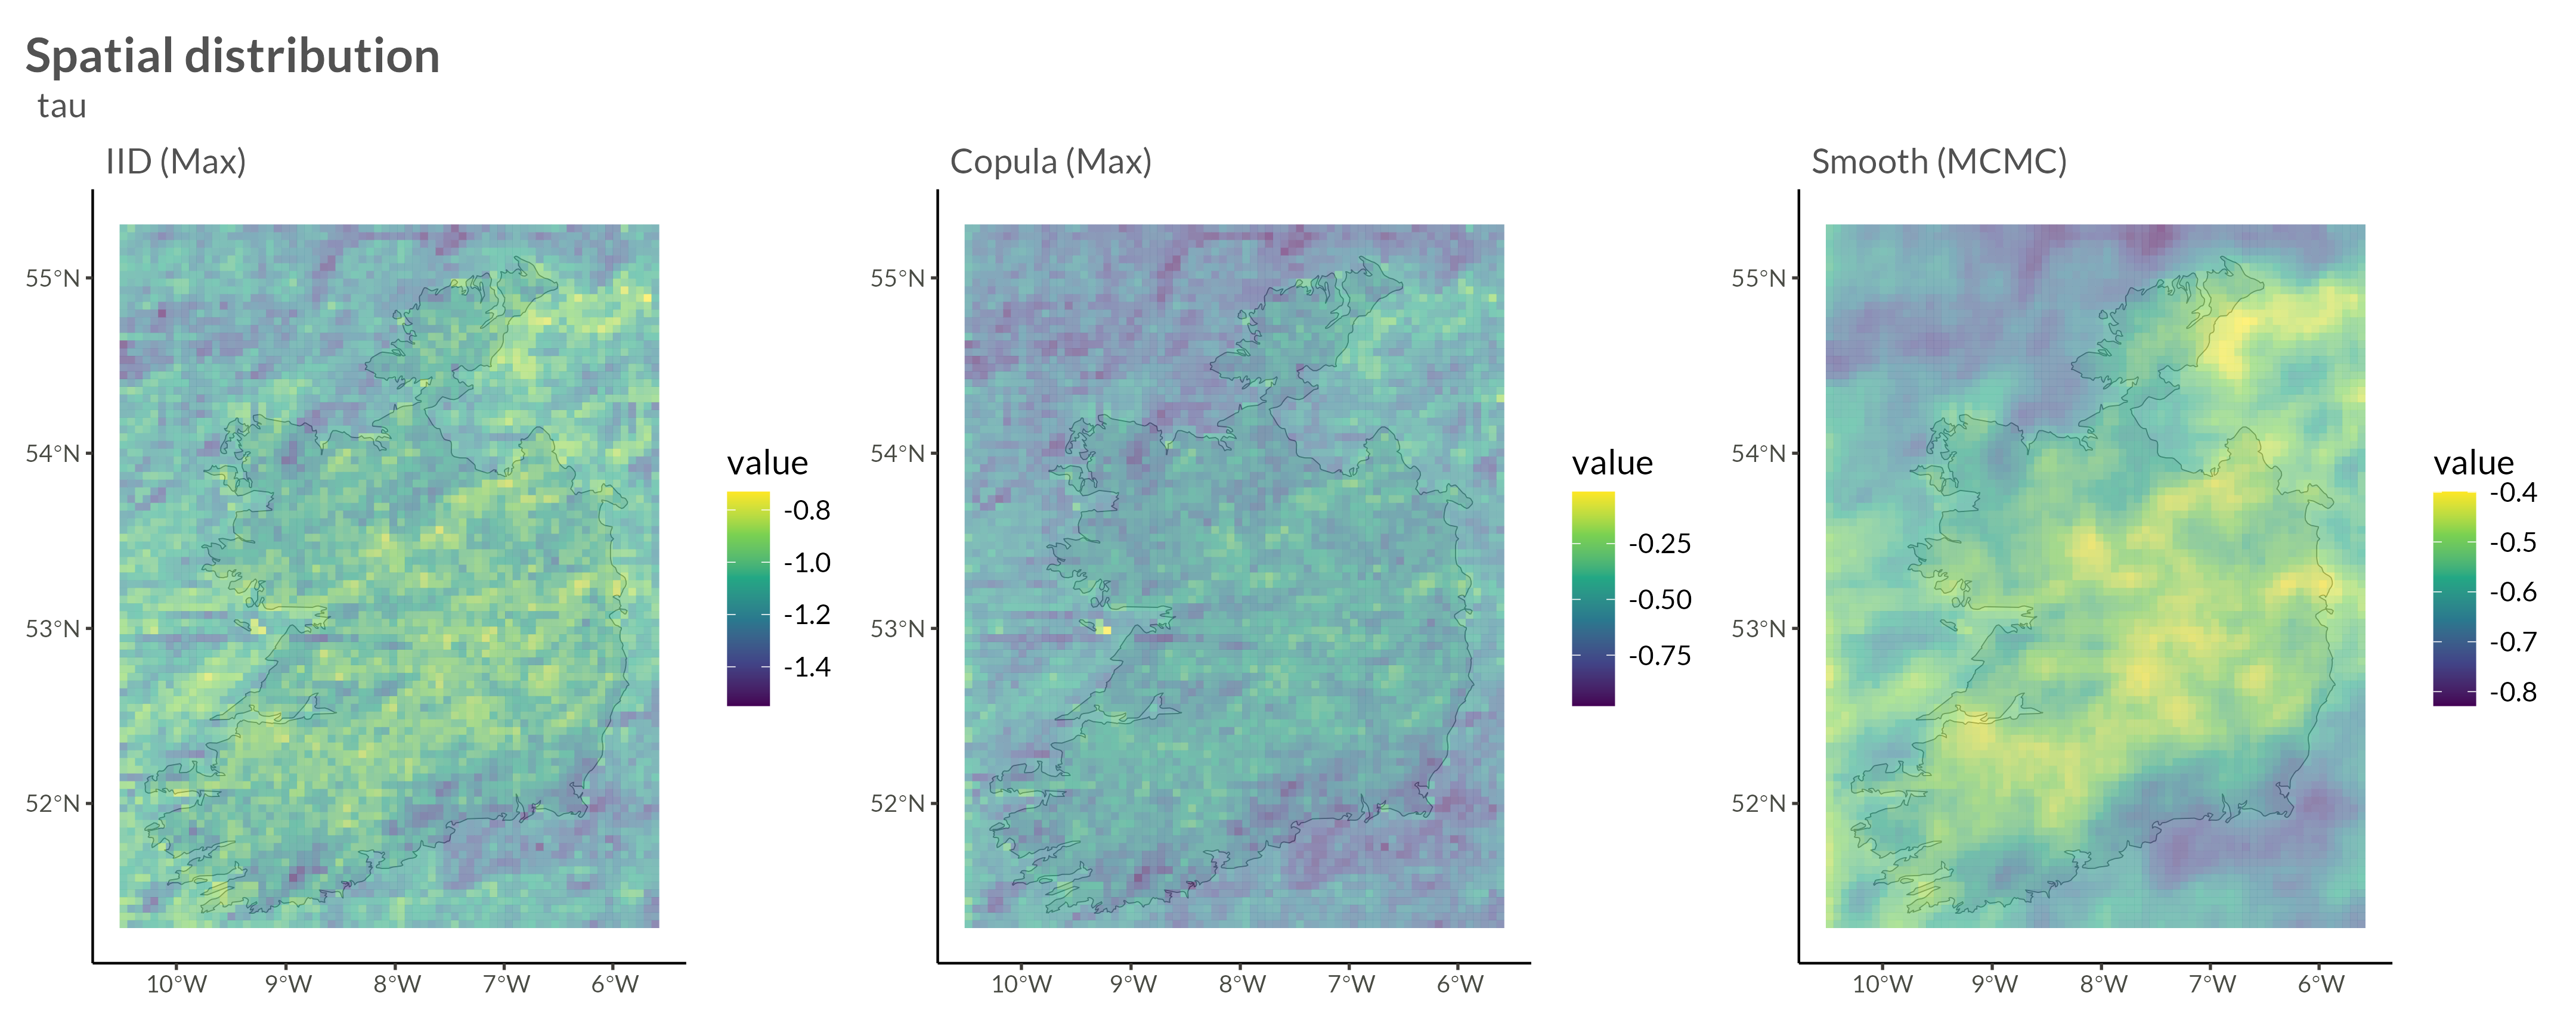 Spatial distribution
tau
IID (Max)
55°N
54°N
53°N
52°N
10°W 9°W 8°W 7°W 6°W
value
-0.8
-1.0
-1.2
-1.4
Copula (Max)
55°N
54°N
53°N
52°N
10°W 9°W 8°W 7°W 6°W
value
-0.25
-0.50
-0.75
Smooth (MCMC)
55°N
54°N
53°N
52°N
10°W 9°W 8°W 7°W 6°W
value
-0.4
-0.5
-0.6
-0.7
-0.8